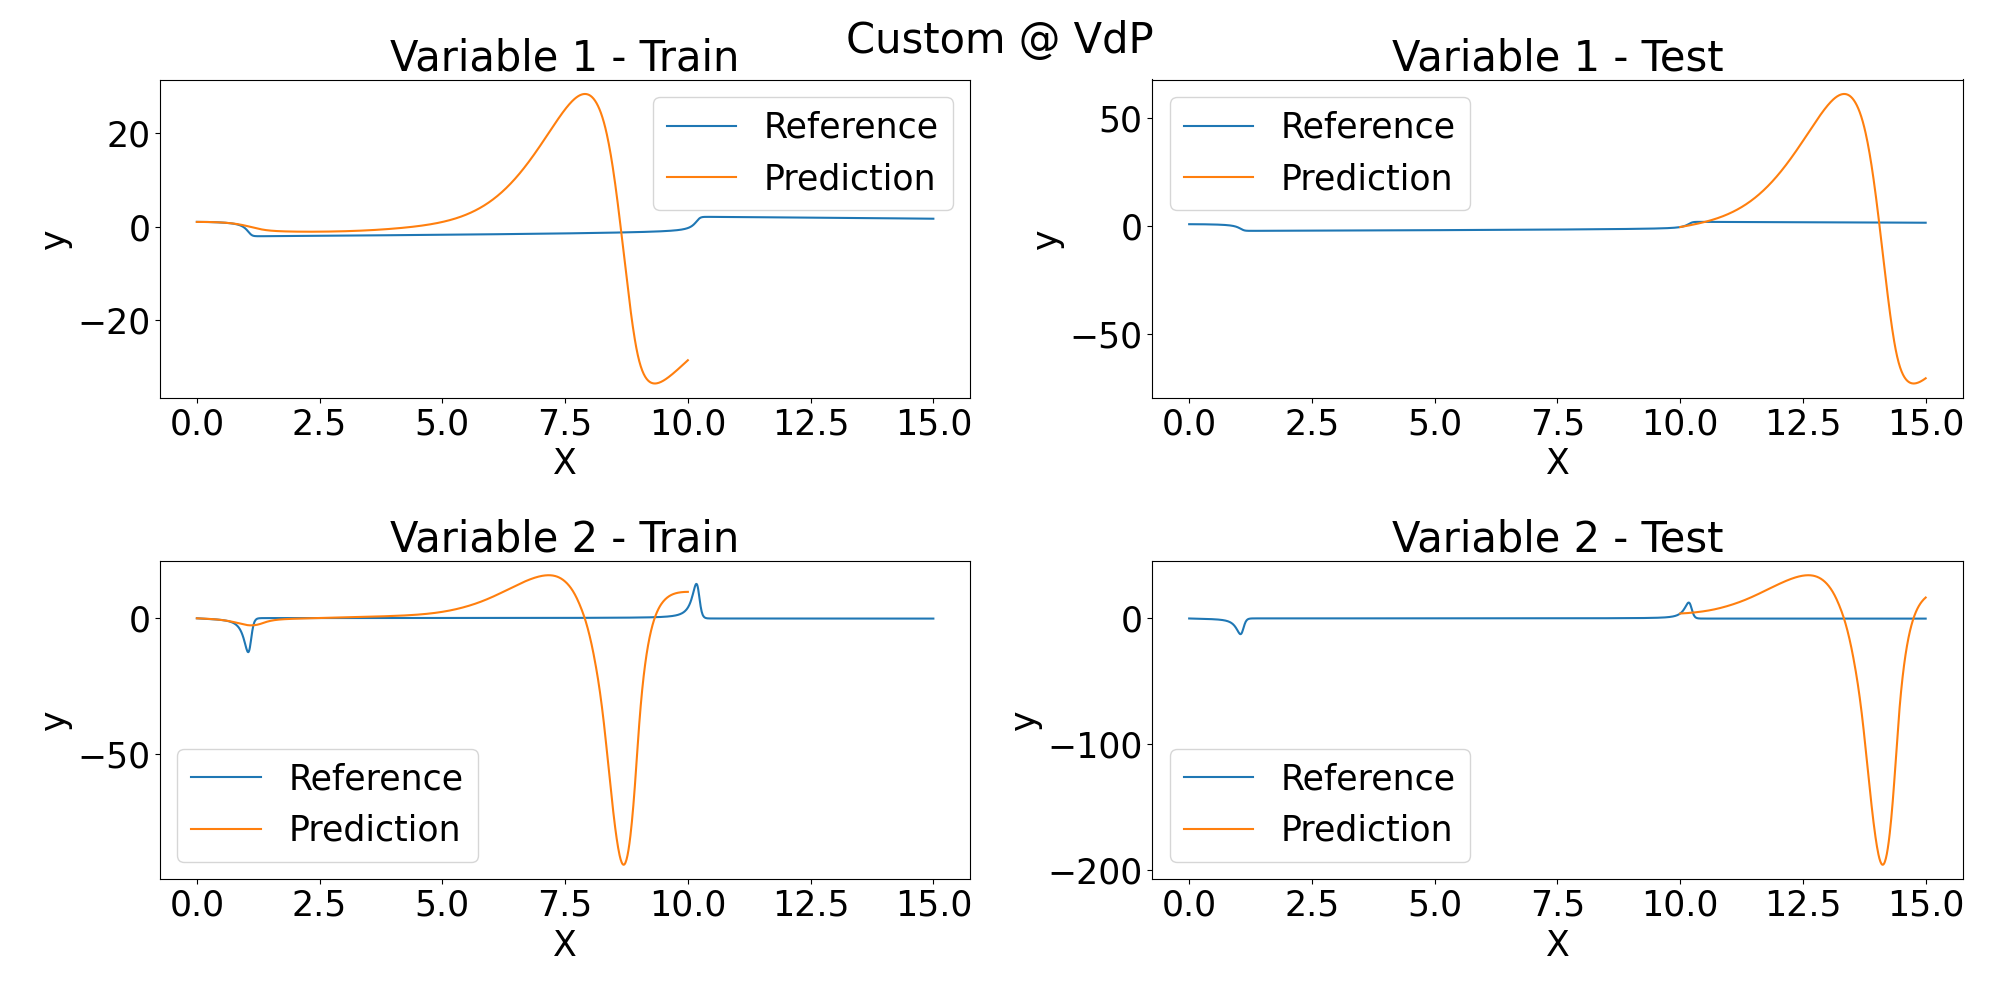 Custom @ VdP
Variable 1 - Train
20
0
−20
y
0.0 2.5 5.0 7.5 10.0 12.5 15.0
X
Reference
Prediction
Variable 1 - Test
50
0
−50
y
0.0 2.5 5.0 7.5 10.0 12.5 15.0
X
Reference
Prediction
Variable 2 - Train
0
−50
y
0.0 2.5 5.0 7.5 10.0 12.5 15.0
X
Reference
Prediction
Variable 2 - Test
0
−100
−200
y
0.0 2.5 5.0 7.5 10.0 12.5 15.0
X
Reference
Prediction